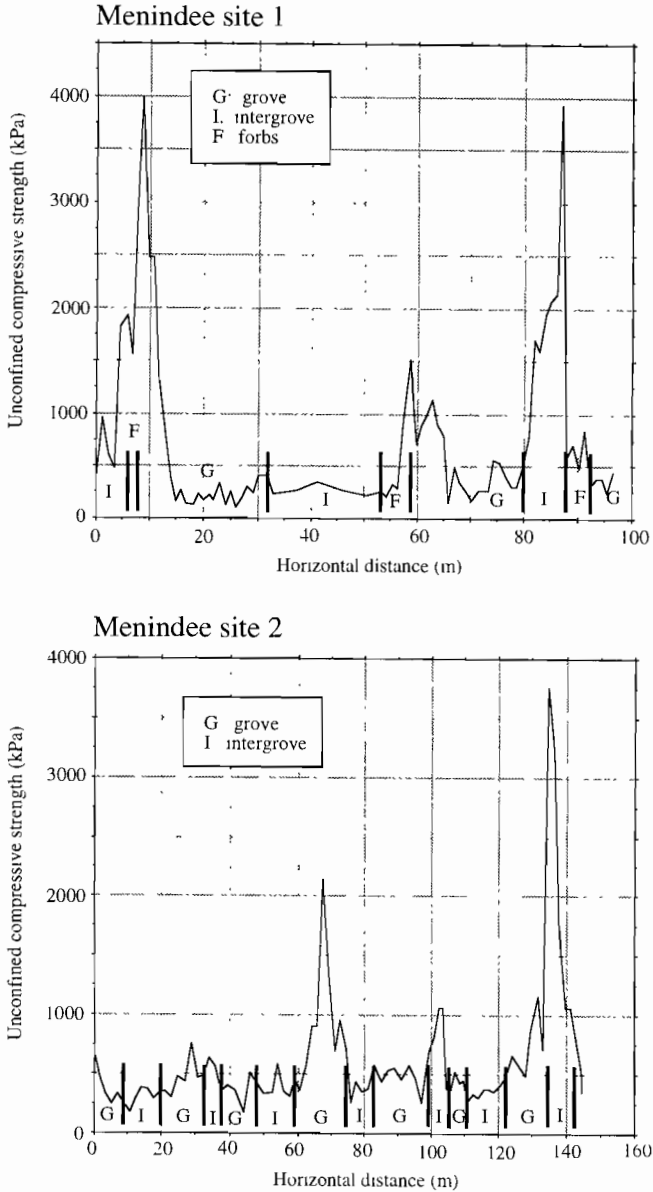 Menindee site 1
Unconfined compressive strength (kPa)
4000
3000
2000
1000
0
G grove
I. intergrove
F forbs
I F G I F G I F G
0 20 40 60 80 100
Horizontal distance (m)
Menindee site 2
Unconfined compressive strength (kPa)
4000
3000
2000
1000
0
G grove
I intergrove
G I G I G I G I G I G I G I
0 20 40 60 80 100 120 140 160
Horizontal distance (m)